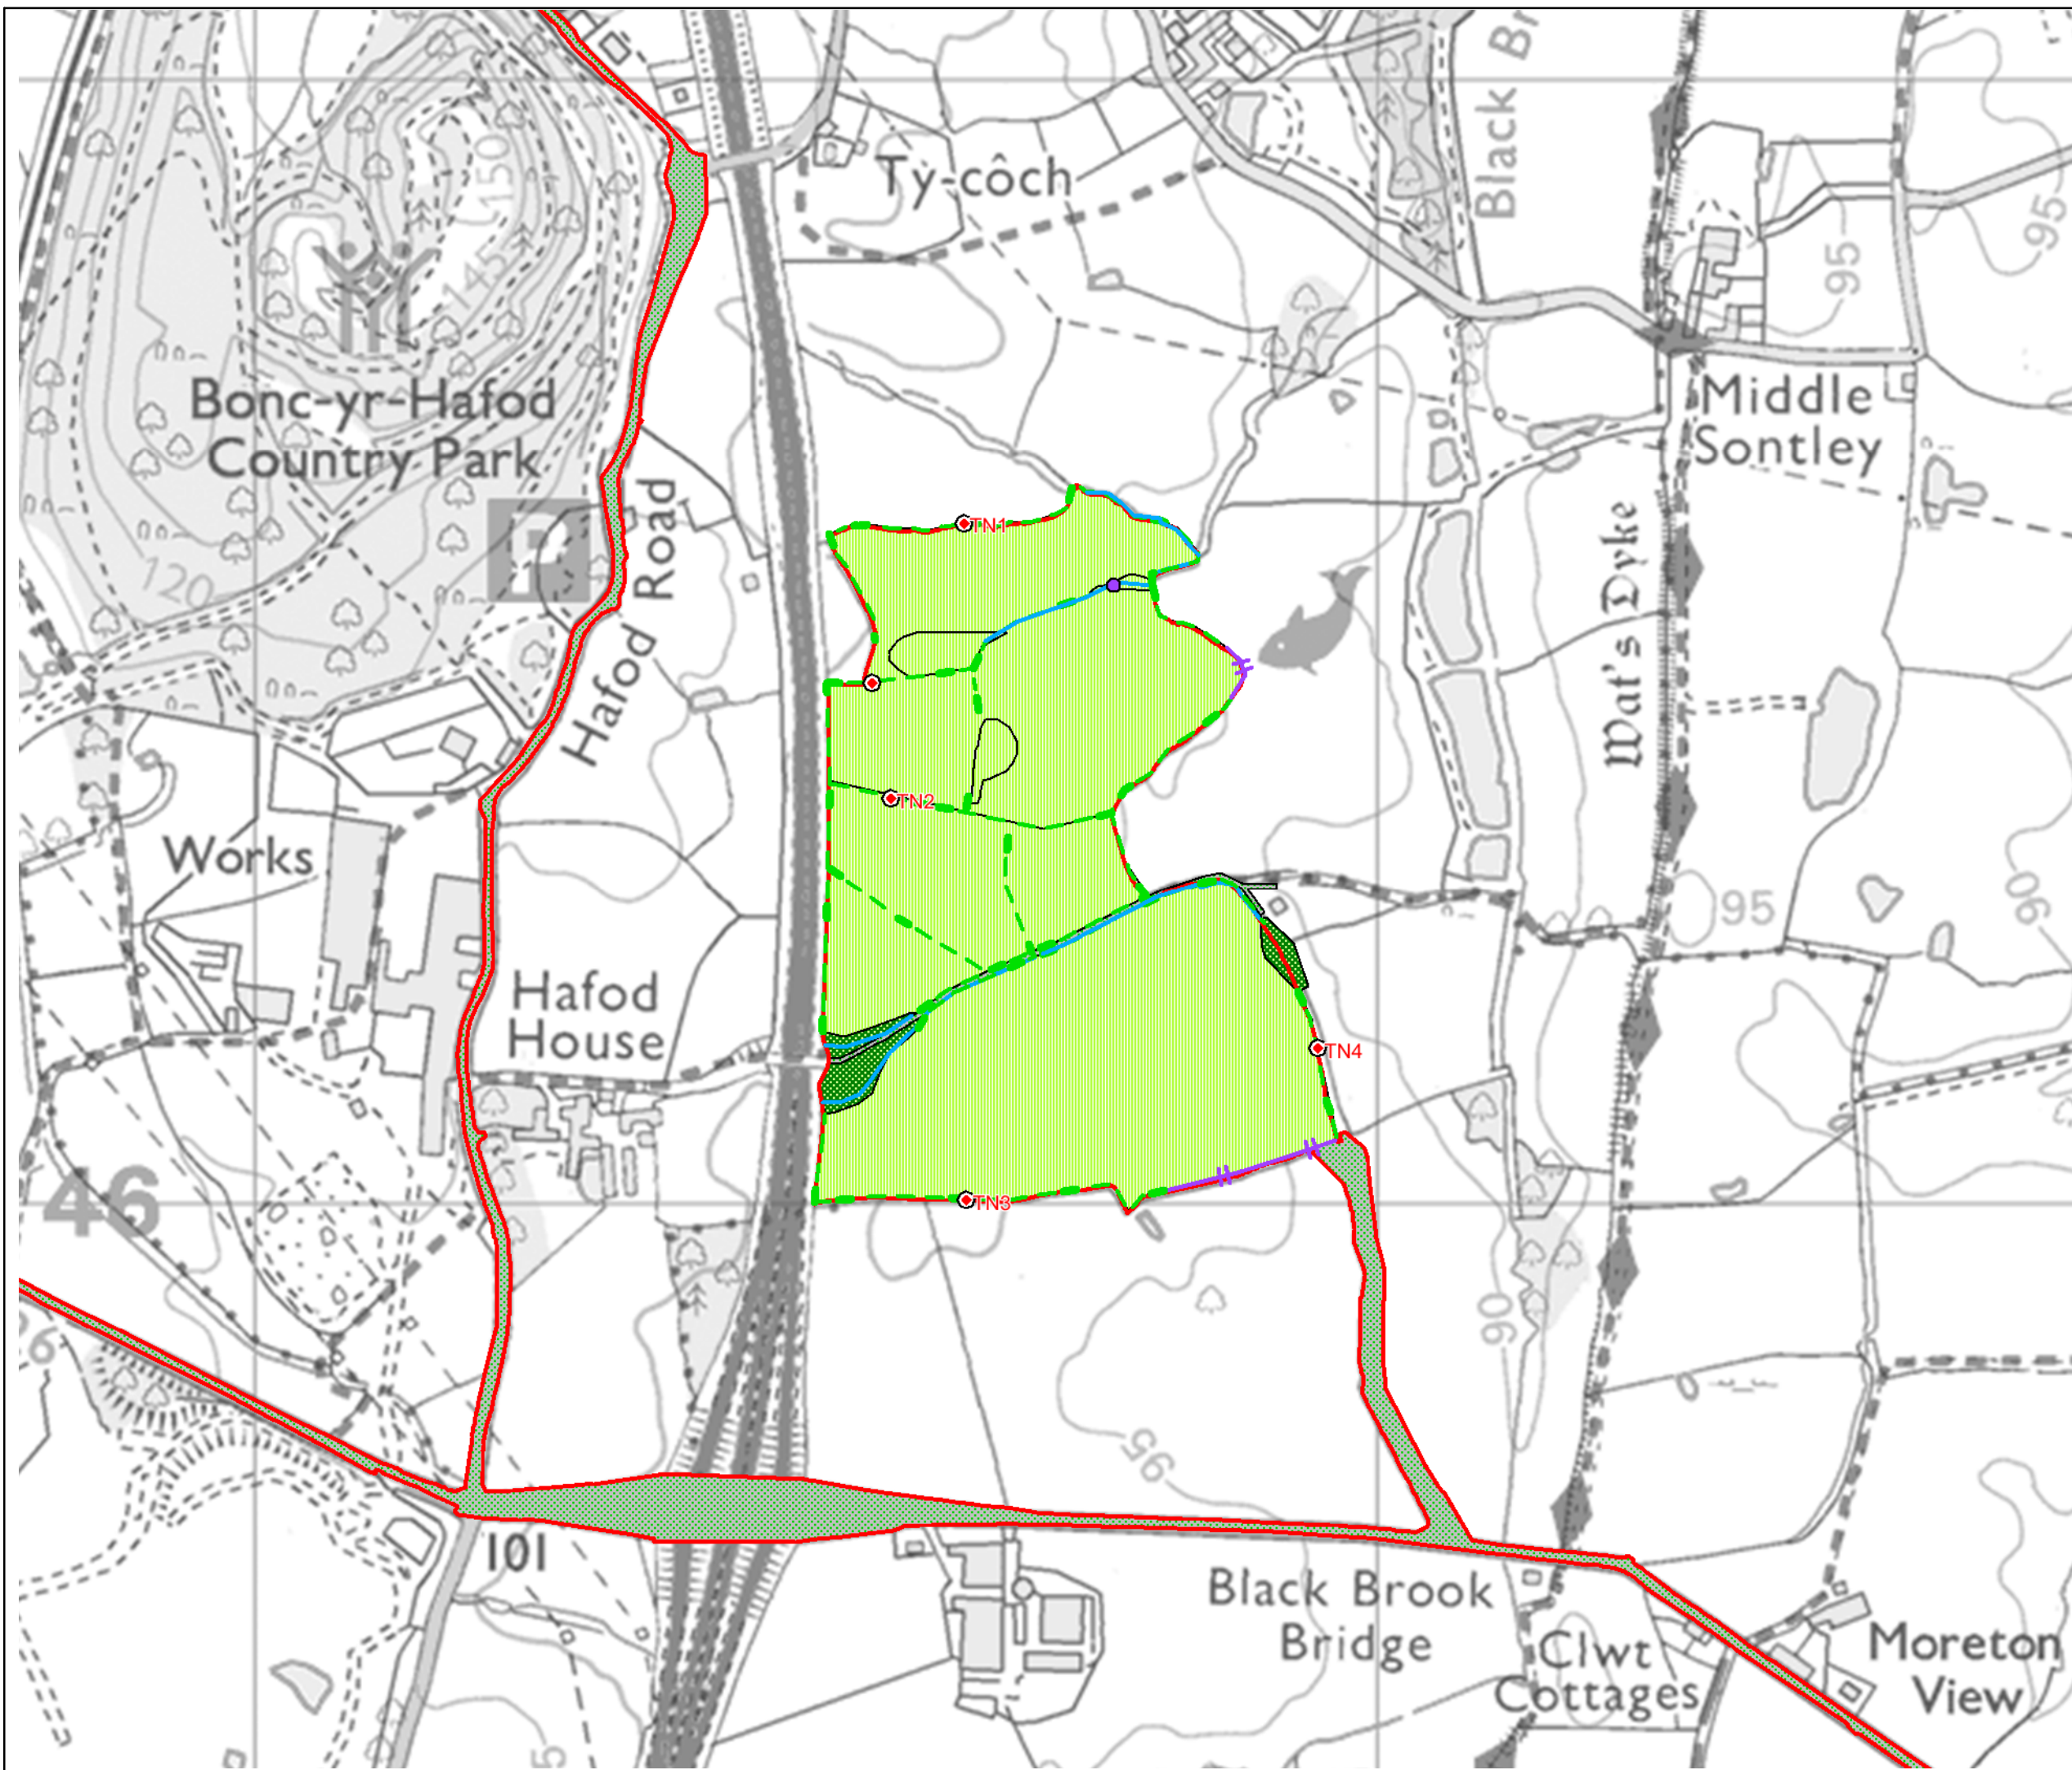 Black Br
150
Tỳ-côch
95
95
145
Bonc-yr-Hafod
Country Park
Middle
Sontley
P
Hafod Road
TN1
120
Wat's Dyke
TN2
Works
95
90
Hafod
House
TN4
46
TN3
90
95
101
Black Brook
Bridge
Clwt
Cottages
Moreton
View